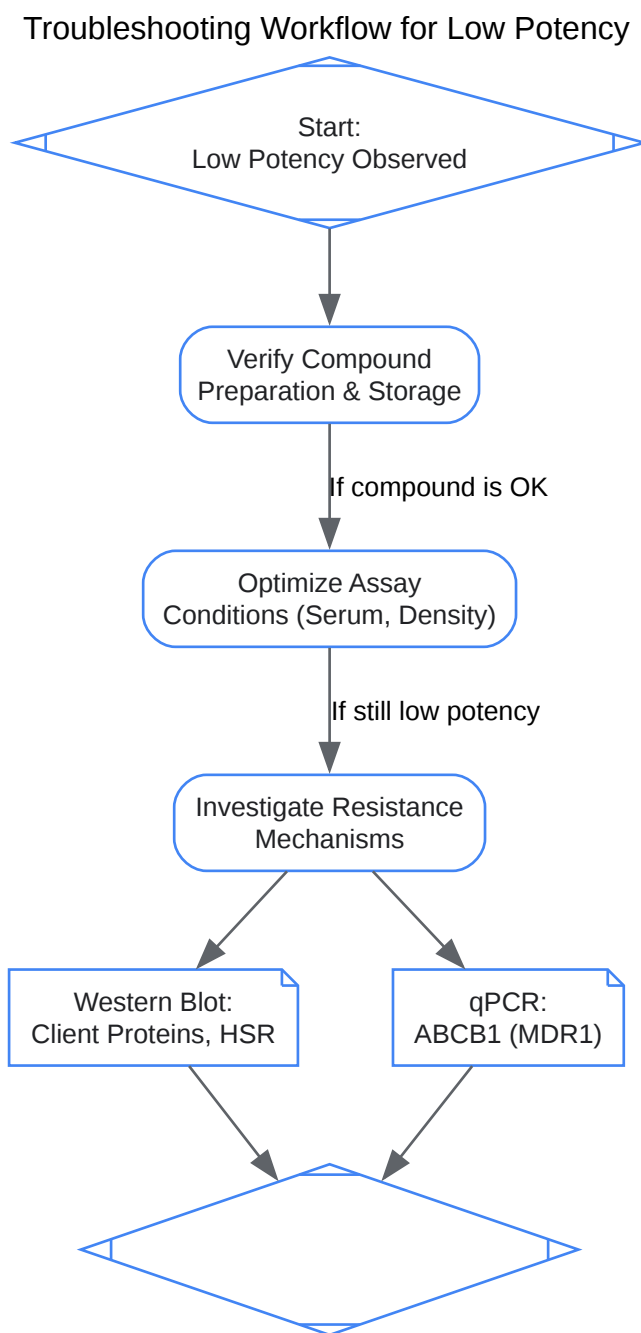 Troubleshooting Workflow for Low Potency
Start:
Low Potency Observed
Verify Compound
Preparation & Storage
If compound is OK
Optimize Assay
Conditions (Serum, Density)
If still low potency
Investigate Resistance
Mechanisms
Western Blot:
Client Proteins, HSR
qPCR:
ABCB1 (MDR1)